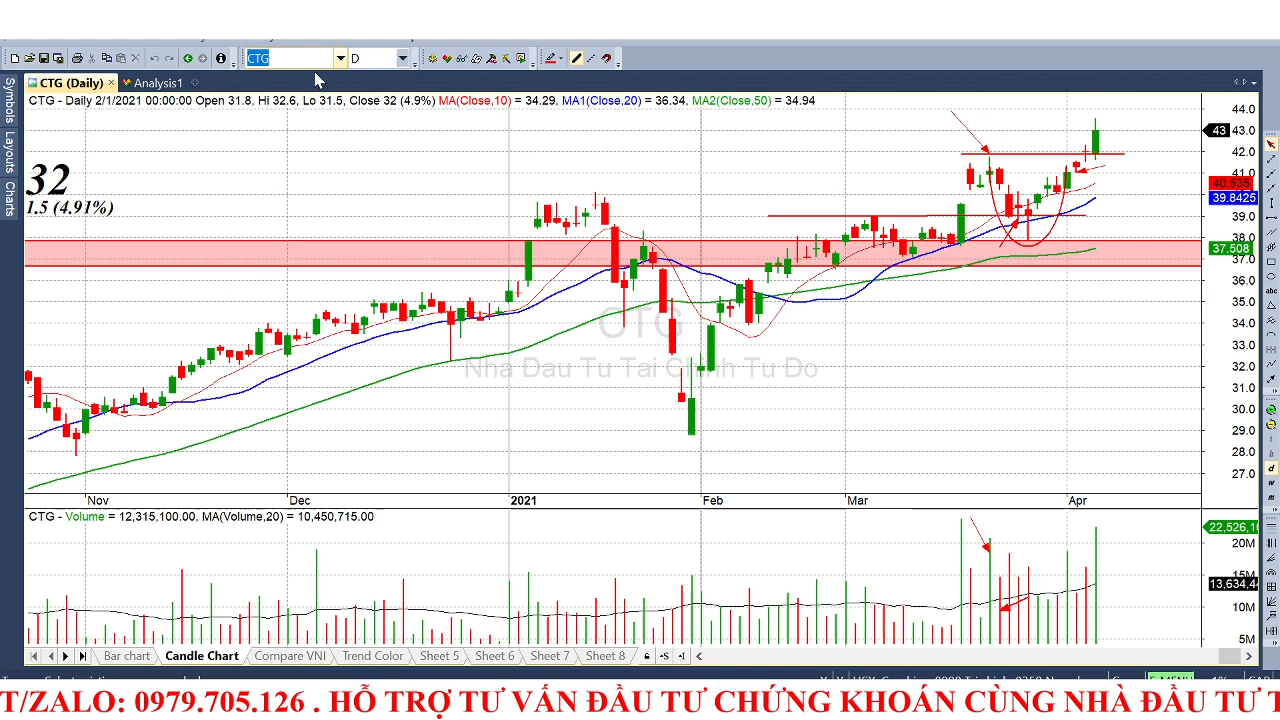 CTG
D
CTG (Daily)
Analysis1
Symbols
Layouts
Charts
CTG - Daily 2/1/2021 00:00:00 Open 31.8, Hi 32.6, Lo 31.5, Close 32 (4.9%) MA(Close,10) = 34.29, MA1(Close,20) = 36.34, MA2(Close,50) = 34.94
32
1.5 (4.91%)
44.0
43
43.0
42.0
41.0
40.535
39.8425
39.0
38.0
37.508
37.0
36.0
35.0
34.0
33.0
32.0
31.0
30.0
29.0
28.0
27.0
CTG
Nha Dau Tu Tai Chinh Tu Do
Nov
Dec
2021
Feb
Mar
Apr
CTG - Volume = 12,315,100.00, MA(Volume,20) = 10,450,715.00
22,526,1
20M
15M
13,634,4
10M
5M
Bar chart
Candle Chart
Compare VNI
Trend Color
Sheet 5
Sheet 6
Sheet 7
Sheet 8
T/ZALO: 0979.705.126 . HỖ TRỢ TƯ VẤN ĐẦU TƯ CHỨNG KHOÁN CÙNG NHÀ ĐẦU TƯ T